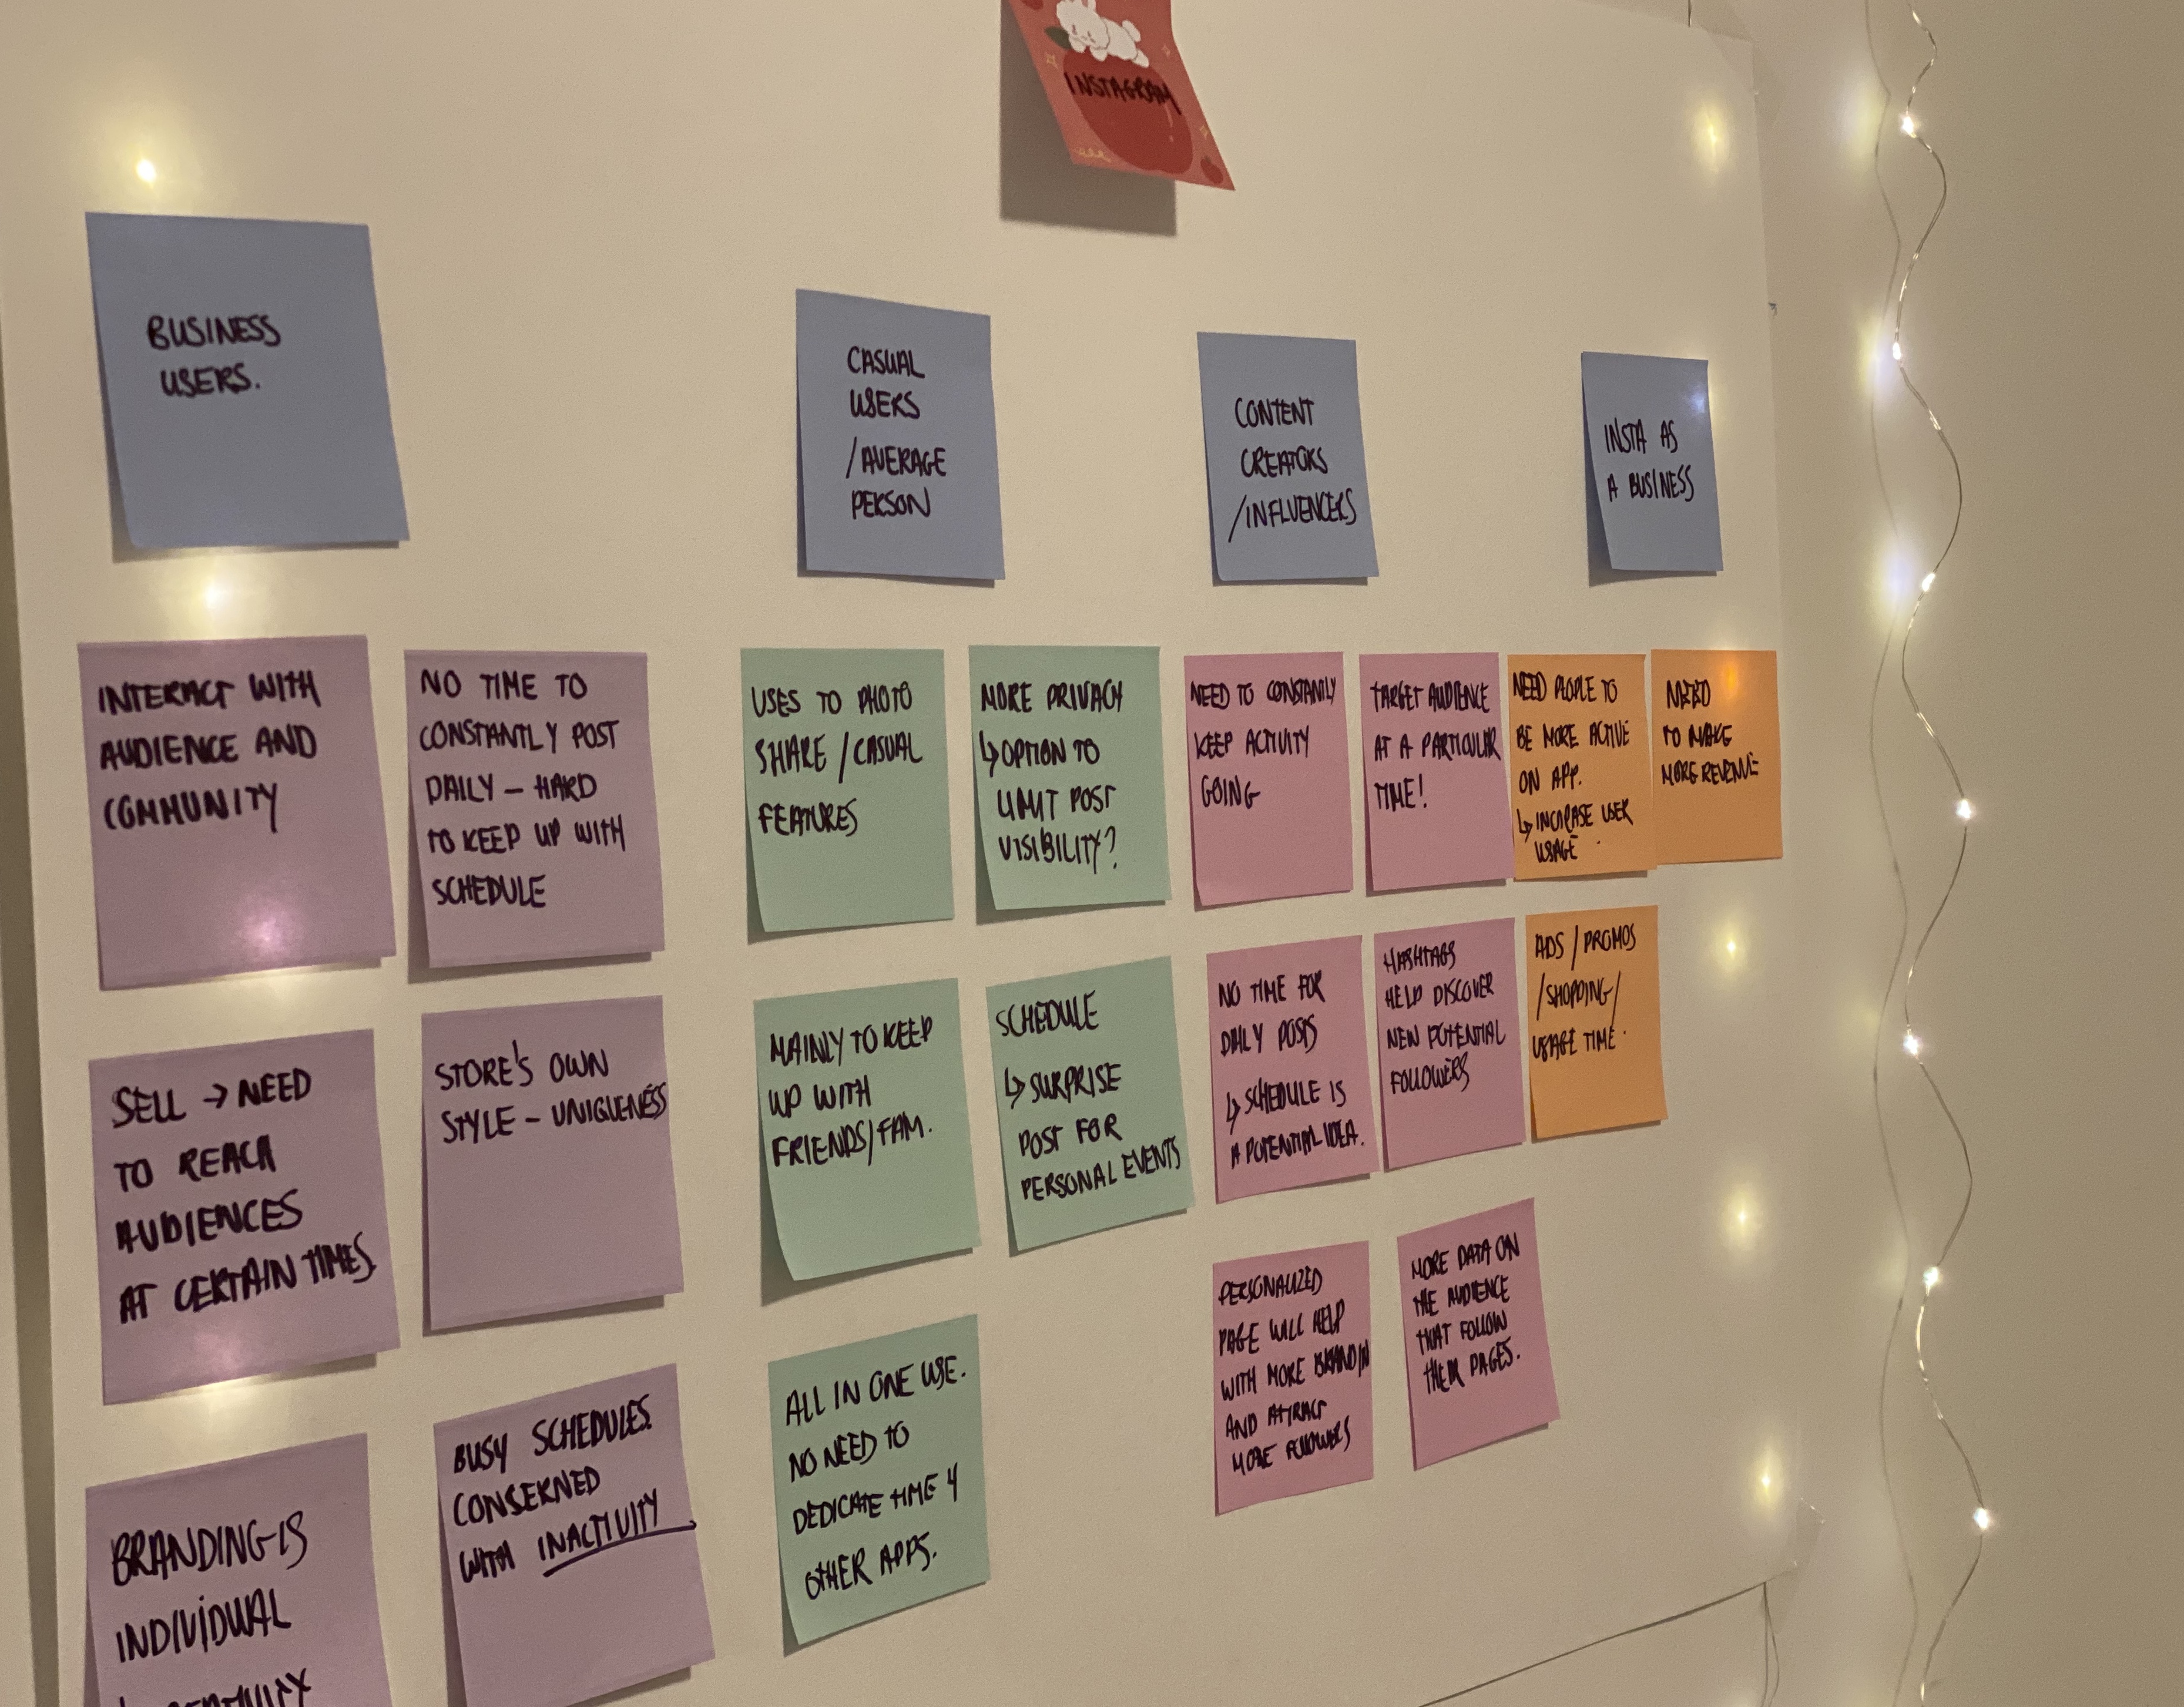 INSTAGRAM
BUSINESS
USERS.
CASUAL
USERS
/AVERAGE
PERSON
CONTENT
CREATORS
/INFLUENCERS
INSTA AS
A BUSINESS
INTERACT WITH
AUDIENCE AND
COMMUNITY
NO TIME TO
CONSTANTLY POST
DAILY – HARD
TO KEEP UP WITH
SCHEDULE
SELL → NEED
TO REACH
AUDIENCES
AT CERTAIN TIMES.
STORE'S OWN
STYLE – UNIQUENESS
BRANDING IS
INDIVIDUAL
BUSY SCHEDULES.
CONSERNED
WITH INACTIVITY
USES TO PHOTO
SHARE / CASUAL
FEATURES
MORE PRIVACY
↳ OPTION TO
LIMIT POST
VISIBILITY?
MAINLY TO KEEP
UP WITH
FRIENDS/FAM.
SCHEDULE
↳ SURPRISE
POST FOR
PERSONAL EVENTS
ALL IN ONE USE.
NO NEED TO
DEDICATE TIME 4
OTHER APPS.
NEED TO CONSTANTLY
KEEP ACTIVITY
GOING
TARGET AUDIENCE
AT A PARTICULAR
TIME!
NO TIME FOR
DAILY POSTS
↳ SCHEDULE IS
A POTENTIAL IDEA.
HASHTAGS
HELP DISCOVER
NEW POTENTIAL
FOLLOWERS
PERSONALIZED
PAGE WILL HELP
WITH MORE BRANDIN
AND ATTRACT
MORE FOLLOWERS
MORE DATA ON
THE AUDIENCE
THAT FOLLOW
THEIR PAGES.
NEED PEOPLE TO
BE MORE ACTIVE
ON APP.
↳ INCREASE USER
USAGE.
NEED
TO MAKE
MORE REVENUE
ADS / PROMOS
/SHOPPING/
USAGE TIME.